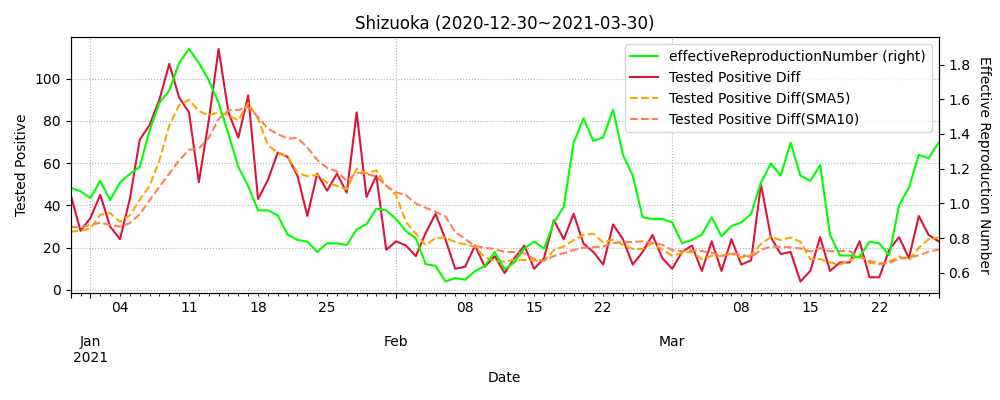 Shizuoka (2020-12-30~2021-03-30)
effectiveReproductionNumber (right)
Tested Positive Diff
Tested Positive Diff(SMA5)
Tested Positive Diff(SMA10)
Tested Positive
100
80
60
40
20
0
1.8
1.6
1.4
1.2
1.0
0.8
0.6
Effective Reproduction Number
04 11 18 25 08 15 22 08 15 22
Jan Feb Mar
2021
Date